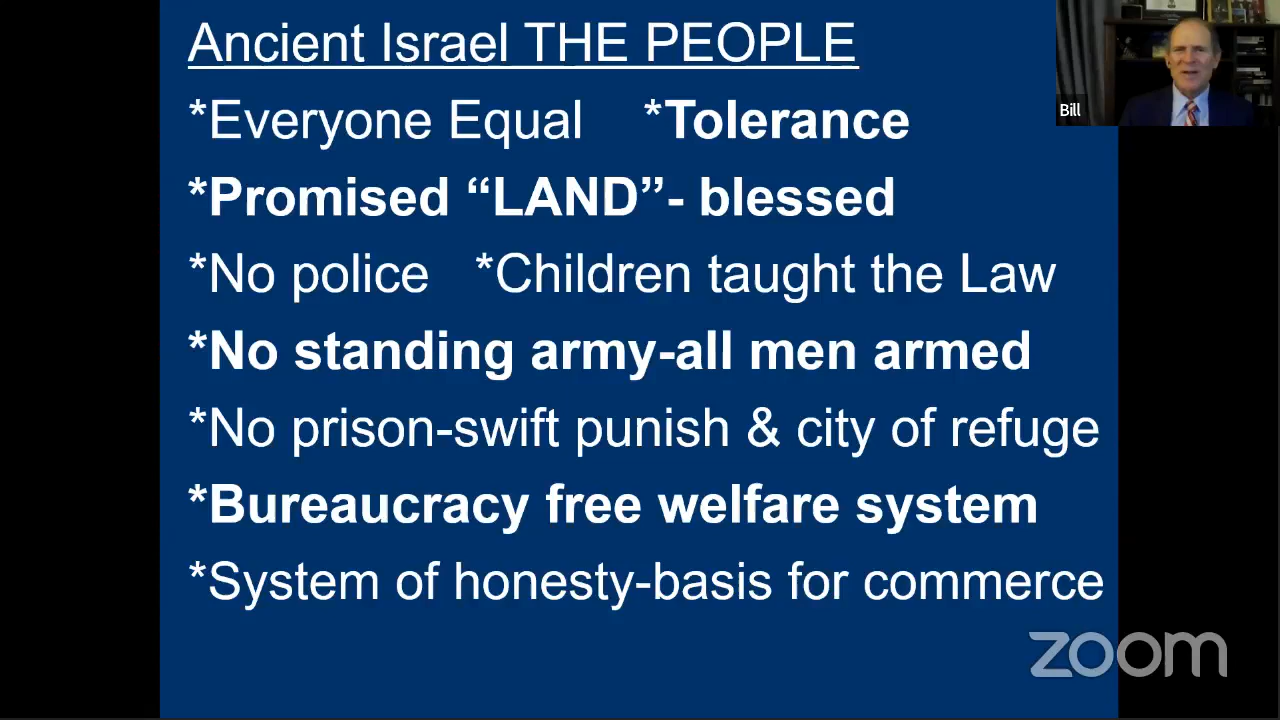 Ancient Israel THE PEOPLE
*Everyone Equal *Tolerance
*Promised “LAND”- blessed
*No police *Children taught the Law
*No standing army-all men armed
*No prison-swift punish & city of refuge
*Bureaucracy free welfare system
*System of honesty-basis for commerce
Bill
zoom